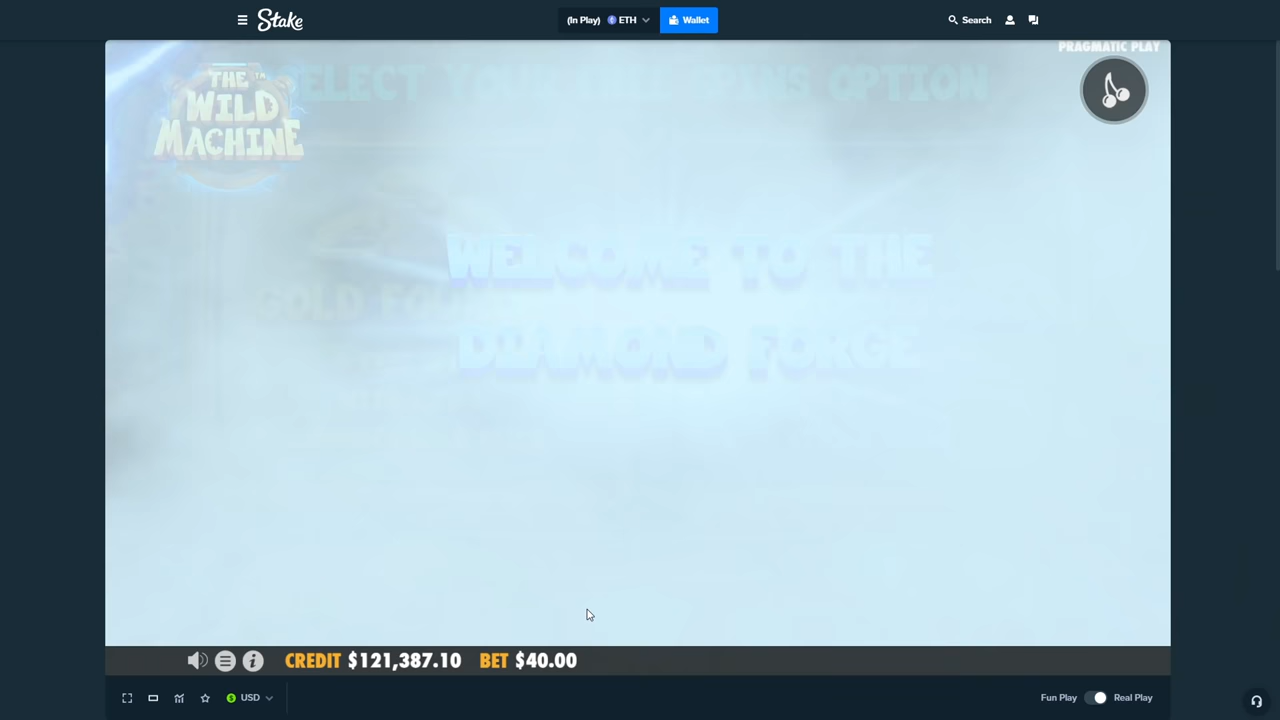 Stake
(In Play) ETH
Wallet
Search
PRAGMATIC PLAY
THE
WILD
MACHINE
WELCOME TO THE
DIAMOND FORGE
GOLD
CREDIT $121,387.10 BET $40.00
USD
Fun Play
Real Play